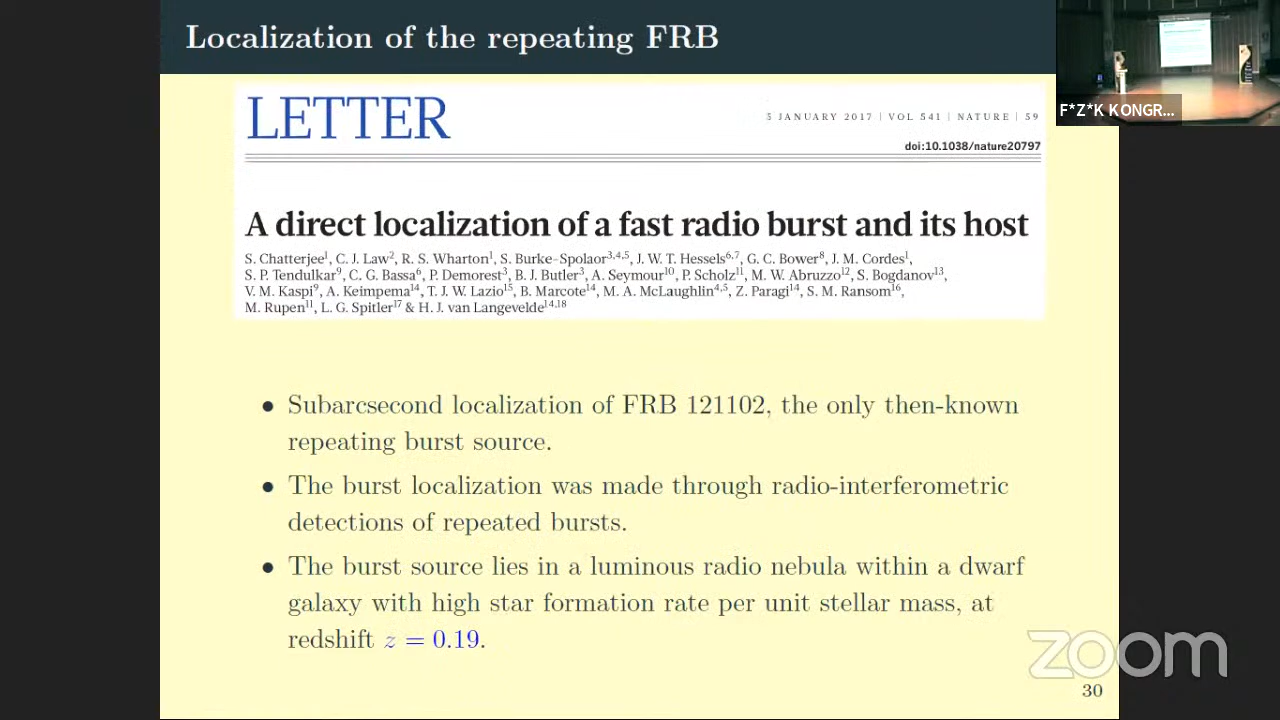 Localization of the repeating FRB
F*Z*K KONGR...
LETTER
5 JANUARY 2017 | VOL 541 | NATURE | 59
doi:10.1038/nature20797
A direct localization of a fast radio burst and its host
S. Chatterjee1, C. J. Law2, R. S. Wharton1, S. Burke-Spolaor3,4,5, J. W. T. Hessels6,7, G. C. Bower8, J. M. Cordes1,
S. P. Tendulkar9, C. G. Bassa6, P. Demorest3, B. J. Butler3, A. Seymour10, P. Scholz11, M. W. Abruzzo12, S. Bogdanov13,
V. M. Kaspi9, A. Keimpema14, T. J. W. Lazio15, B. Marcote14, M. A. McLaughlin4,5, Z. Paragi14, S. M. Ransom16,
M. Rupen11, L. G. Spitler17 & H. J. van Langevelde14,18
• Subarcsecond localization of FRB 121102, the only then-known
repeating burst source.
• The burst localization was made through radio-interferometric
detections of repeated bursts.
• The burst source lies in a luminous radio nebula within a dwarf
galaxy with high star formation rate per unit stellar mass, at
redshift z = 0.19.
zoom
30